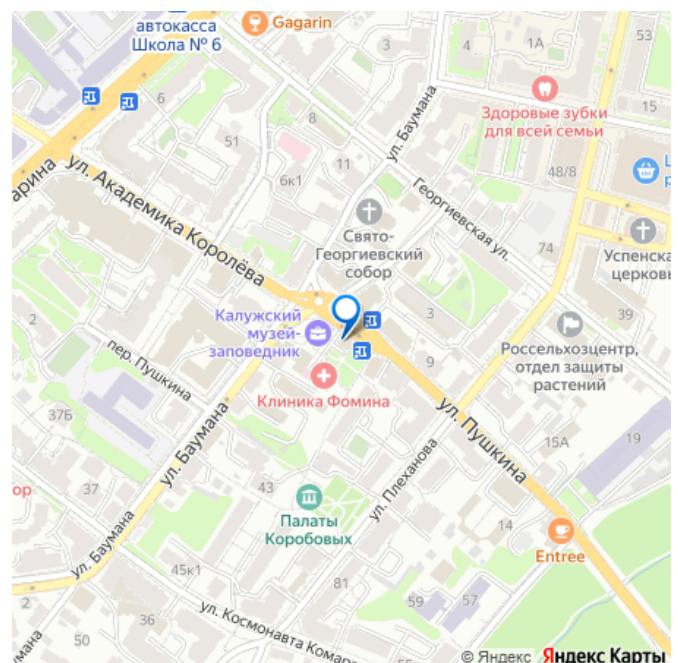 автокасса
Школа № 6
Gagarin
3
4
1А
53
6
8
51
Здоровые зубки
для всей семьи
15
ул. Баумана
11
6к1
48/8
ул. Академика Королёва
Георгиевская ул.
Свято-
Георгиевский
собор
74
Успенска
церковь
Калужский
музей-
заповедник
3
39
2
9
Россельхозцентр,
отдел защиты
растений
пер. Пушкина
Клиника Фомина
ул. Пушкина
37Б
ул. Баумана
ул. Плеханова
15А
19
37
43
Палаты
Коробовых
14
Entree
ул. Баумана
45к1
81
2
36
59
57
50
ул. Космонавта Комаро
© Яндекс Яндекс Карты